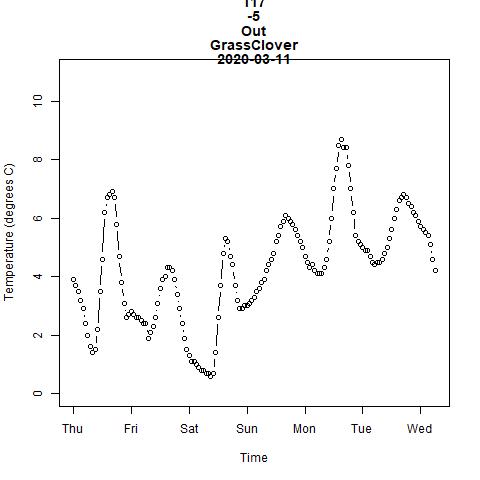 117
-5
Out
GrassClover
2020-03-11
10
8
6
4
2
0
Temperature (degrees C)
Thu Fri Sat Sun Mon Tue Wed
Time